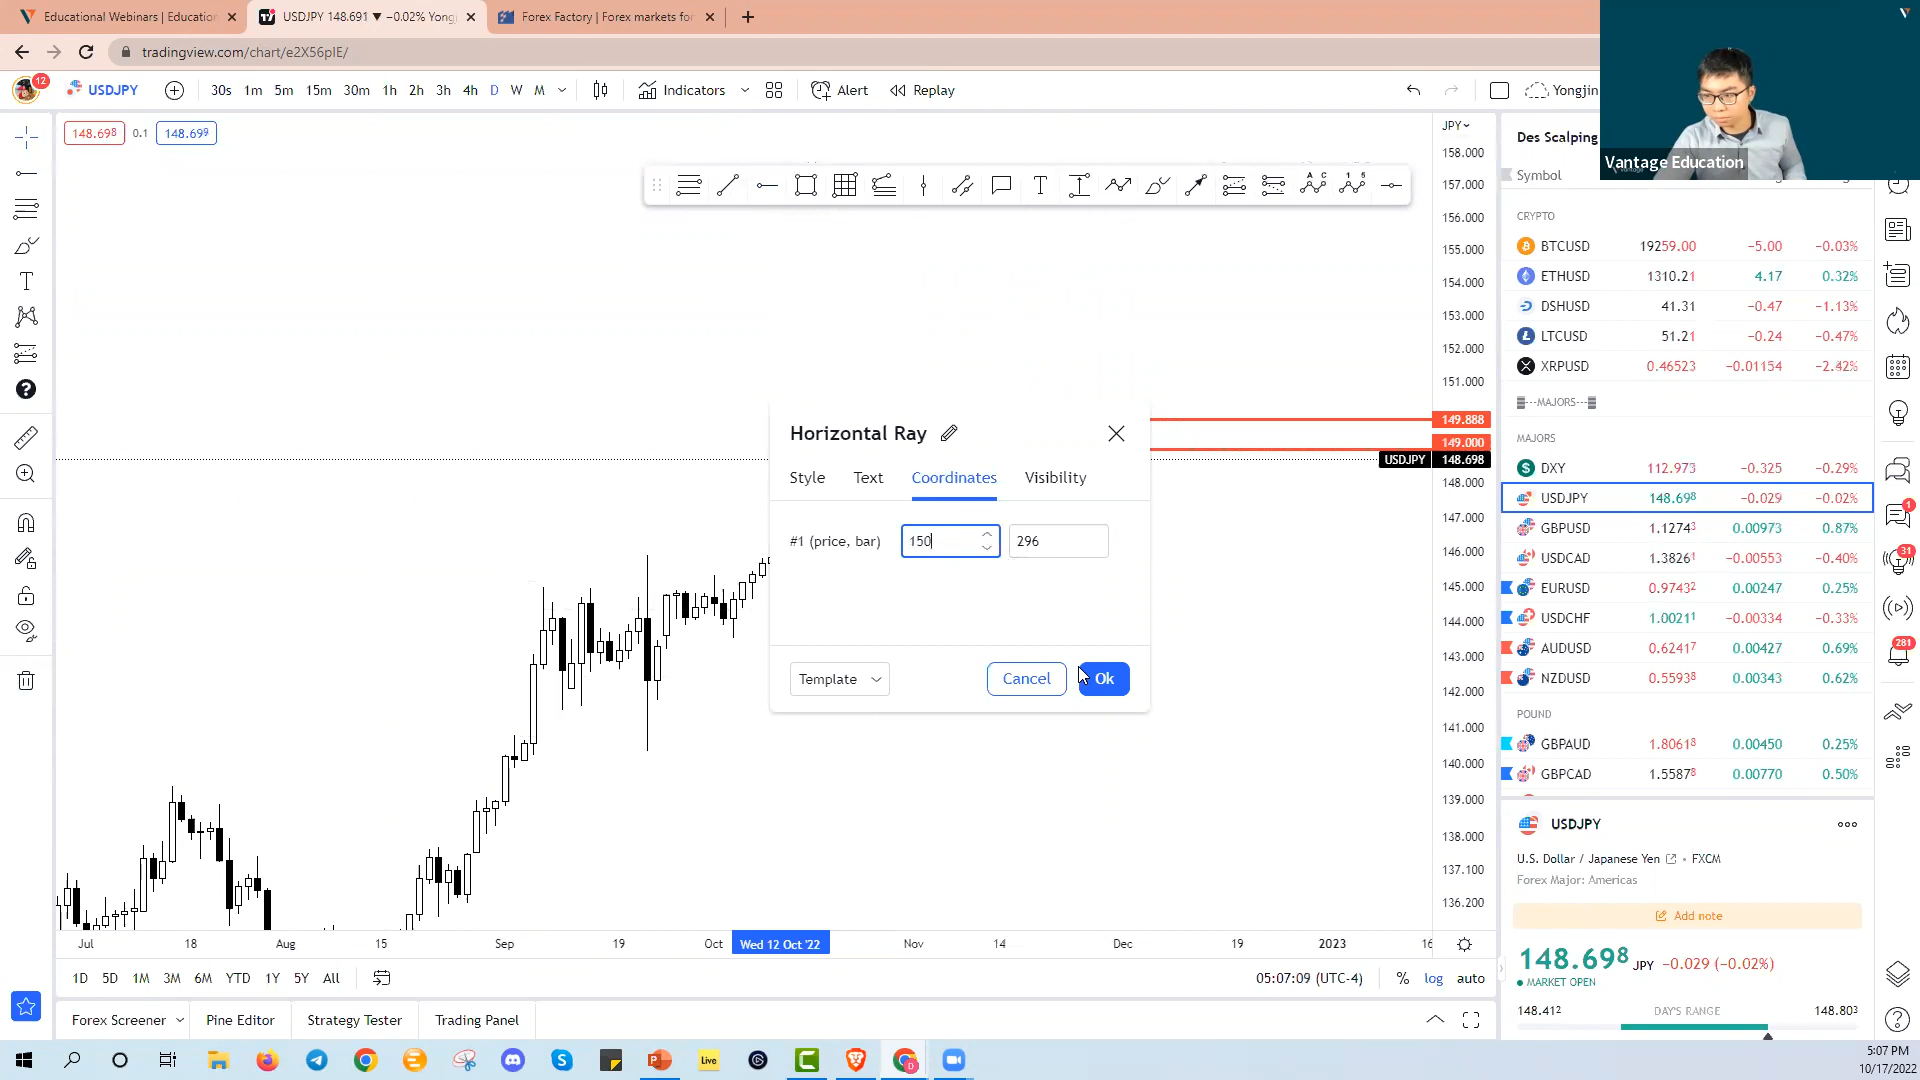 Educational Webinars | Education
USDJPY 148.691 ▼ −0.02% Yongj
Forex Factory | Forex markets for
tradingview.com/chart/e2X56pIE/
12
USDJPY
30s 1m 5m 15m 30m 1h 2h 3h 4h D W M
Indicators
Alert
Replay
Yongjin
Vantage Education
148.698 0.1 148.699
JPY
158.000
157.000
156.000
155.000
154.000
153.000
152.000
151.000
149.888
149.000
USDJPY 148.698
148.000
147.000
146.000
145.000
144.000
143.000
142.000
141.000
140.000
139.000
138.000
137.100
136.200
Horizontal Ray
Style Text Coordinates Visibility
#1 (price, bar) 150 296
Template Cancel Ok
Jul 18 Aug 15 Sep 19 Oct Wed 12 Oct '22 Nov 14 Dec 19 2023 16
1D 5D 1M 3M 6M YTD 1Y 5Y All
05:07:09 (UTC-4) % log auto
Forex Screener Pine Editor Strategy Tester Trading Panel
Des Scalping
Symbol
CRYPTO
BTCUSD 19259.00 −5.00 −0.03%
ETHUSD 1310.21 4.17 0.32%
DSHUSD 41.31 −0.47 −1.13%
LTCUSD 51.21 −0.24 −0.47%
XRPUSD 0.46523 −0.01154 −2.42%
---MAJORS---
MAJORS
DXY 112.973 −0.325 −0.29%
USDJPY 148.698 −0.029 −0.02%
GBPUSD 1.12743 0.00973 0.87%
USDCAD 1.38261 −0.00553 −0.40%
EURUSD 0.97432 0.00247 0.25%
USDCHF 1.00211 −0.00334 −0.33%
AUDUSD 0.62417 0.00427 0.69%
NZDUSD 0.55938 0.00343 0.62%
POUND
GBPAUD 1.80618 0.00450 0.25%
GBPCAD 1.55878 0.00770 0.50%
USDJPY
U.S. Dollar / Japanese Yen • FXCM
Forex Major: Americas
Add note
148.698 JPY −0.029 (−0.02%)
MARKET OPEN
148.412 DAY'S RANGE 148.803
1
31
281
Live
5:07 PM
10/17/2022